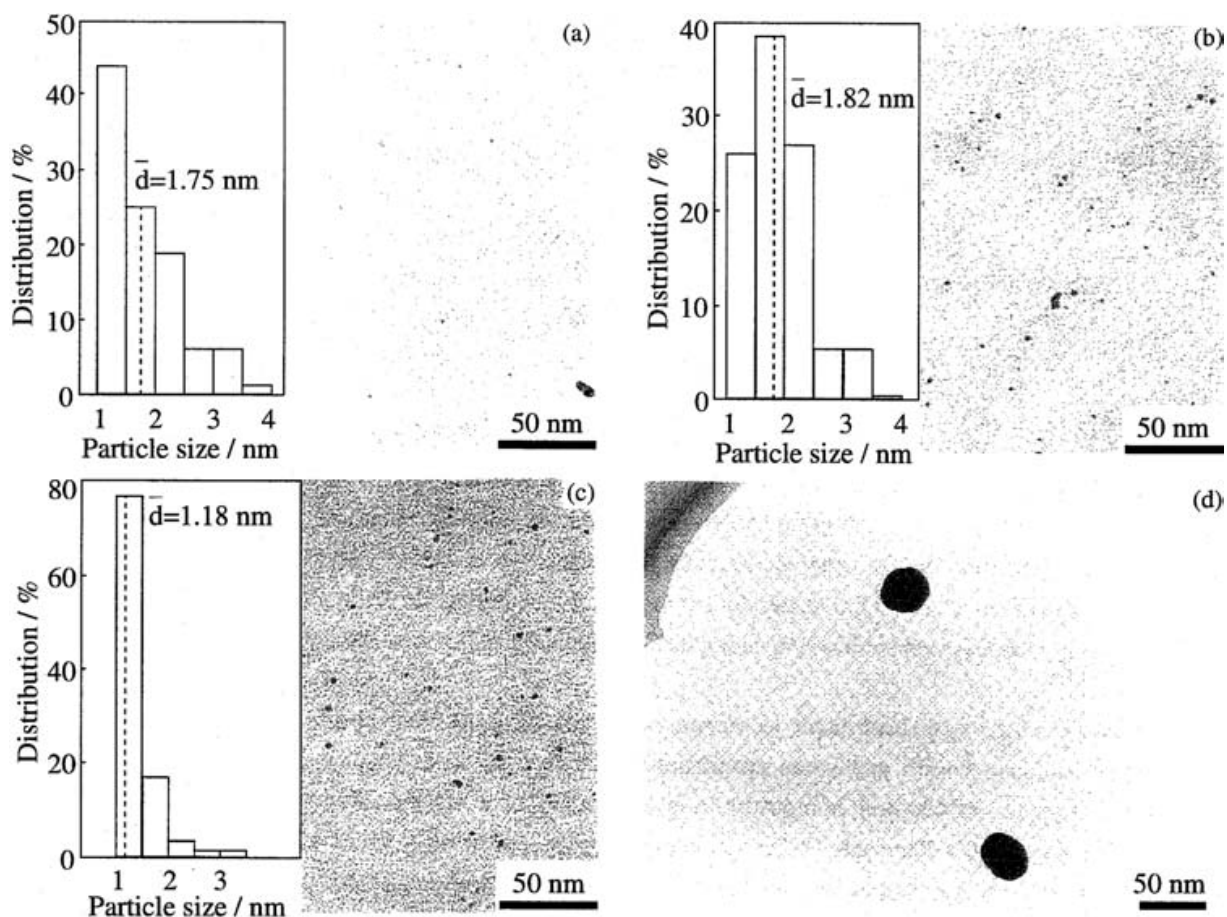 (a)
50
40
30
20
10
0
d̄=1.75 nm
Distribution / %
1 2 3 4
Particle size / nm
50 nm
(b)
40
30
20
10
0
d̄=1.82 nm
Distribution / %
1 2 3 4
Particle size / nm
50 nm
(c)
80
60
40
20
0
d̄=1.18 nm
Distribution / %
1 2 3
Particle size / nm
50 nm
(d)
50 nm